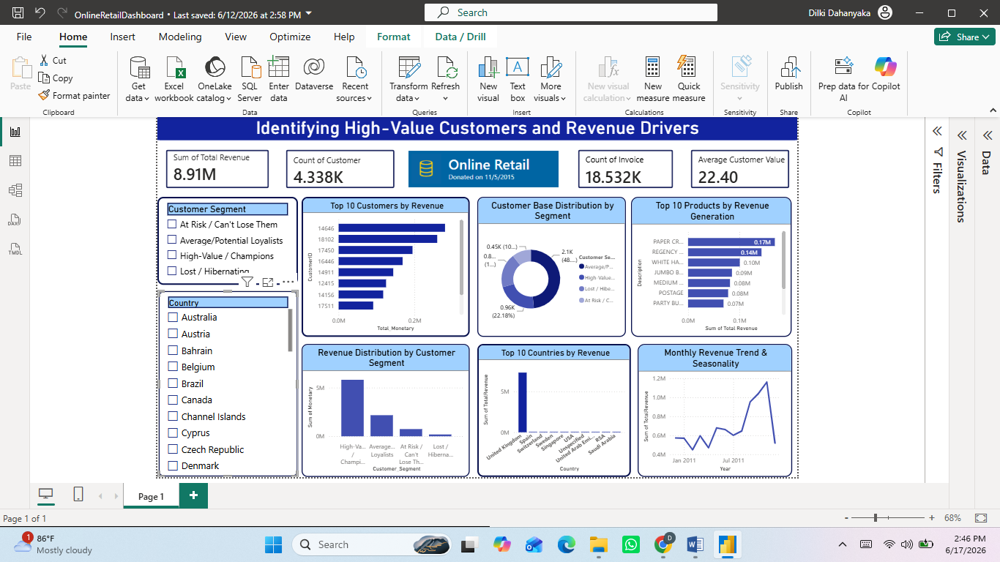 OnlineRetailDashboard • Last saved: 6/12/2026 at 2:58 PM
Search
Dilki Dahanyaka
File
Home
Insert
Modeling
View
Optimize
Help
Format
Data / Drill
Share
Paste
Cut
Copy
Format painter
Clipboard
Get data
Excel workbook
OneLake catalog
SQL Server
Enter data
Dataverse
Recent sources
Data
Transform data
Refresh
Queries
New visual
Text box
More visuals
Insert
New visual calculation
New measure
Quick measure
Calculations
Sensitivity
Sensitivity
Publish
Share
Prep data for AI
Copilot
Copilot
Identifying High-Value Customers and Revenue Drivers
Sum of Total Revenue
8.91M
Count of Customer
4.338K
Online Retail
Donated on 11/5/2015
Count of Invoice
18.532K
Average Customer Value
22.40
Customer Segment
At Risk / Can't Lose Them
Average/Potential Loyalists
High-Value / Champions
Lost / Hibernating
Country
Australia
Austria
Bahrain
Belgium
Brazil
Canada
Channel Islands
Cyprus
Czech Republic
Denmark
Top 10 Customers by Revenue
CustomerID
14646
18102
17450
16446
14911
12415
14156
17511
0.0M
0.2M
Total_Monetary
Customer Base Distribution by
Segment
0.45K (10...)
0.8...
(1...)
2.1K
(48....)
0.96K
(22.18%)
Customer Se...
Average/P...
High-Value...
Lost / Hibe...
At Risk / C...
Top 10 Products by Revenue
Generation
Description
PAPER CR...
0.17M
REGENCY ...
0.14M
WHITE HA...
0.10M
JUMBO B...
0.09M
MEDIUM ...
0.08M
POSTAGE
0.08M
PARTY BU...
0.07M
0.0M
0.1M
Sum of Total Revenue
Revenue Distribution by Customer
Segment
Sum of Monetary
5M
0M
High-Va...
/
Champi...
Average...
Loyalists
At Risk /
Can't
Lose Th...
Lost /
Hiberna...
Customer_Segment
Top 10 Countries by Revenue
Sum of TotalRevenue
5M
0M
United Kingdom
Spain
Switzerland
Sweden
Singapore
USA
Unspecified
United Arab Emi...
RSA
Saudi Arabia
Country
Monthly Revenue Trend &
Seasonality
Sum of TotalRevenue
1.2M
1.0M
0.8M
0.6M
0.4M
Jan 2011
Jul 2011
Year
Filters
Visualizations
Data
DAX
TMDL
Page 1
Page 1 of 1
68%
1
86°F
Mostly cloudy
Search
D
2:46 PM
6/17/2026